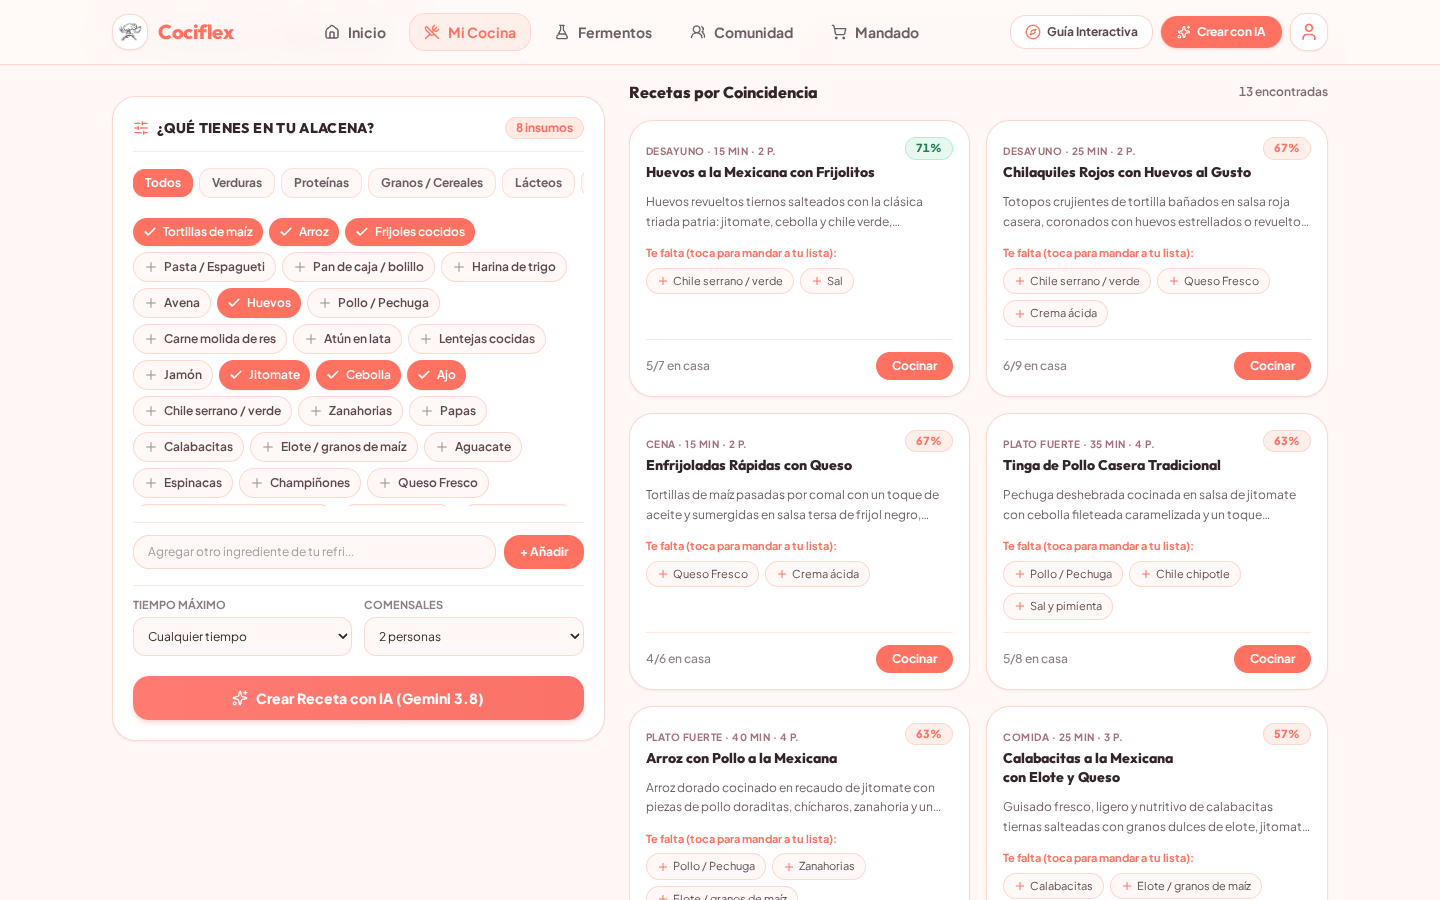 Cociflex
Inicio
Mi Cocina
Fermentos
Comunidad
Mandado
Guía Interactiva
Crear con IA
¿QUÉ TIENES EN TU ALACENA?
8 insumos
Todos
Verduras
Proteínas
Granos / Cereales
Lácteos
Tortillas de maíz
Arroz
Frijoles cocidos
Pasta / Espagueti
Pan de caja / bolillo
Harina de trigo
Avena
Huevos
Pollo / Pechuga
Carne molida de res
Atún en lata
Lentejas cocidas
Jamón
Jitomate
Cebolla
Ajo
Chile serrano / verde
Zanahorias
Papas
Calabacitas
Elote / granos de maíz
Aguacate
Espinacas
Champiñones
Queso Fresco
Agregar otro ingrediente de tu refri...
+ Añadir
TIEMPO MÁXIMO
COMENSALES
Cualquier tiempo
2 personas
Crear Receta con IA (Gemini 3.8)
Recetas por Coincidencia
13 encontradas
DESAYUNO · 15 MIN · 2 P.
71%
Huevos a la Mexicana con Frijolitos
Huevos revueltos tiernos salteados con la clásica
triada patria: jitomate, cebolla y chile verde,...
Te falta (toca para mandar a tu lista):
Chile serrano / verde
Sal
5/7 en casa
Cocinar
DESAYUNO · 25 MIN · 2 P.
67%
Chilaquiles Rojos con Huevos al Gusto
Totopos crujientes de tortilla bañados en salsa roja
casera, coronados con huevos estrellados o revuelto...
Te falta (toca para mandar a tu lista):
Chile serrano / verde
Queso Fresco
Crema ácida
6/9 en casa
Cocinar
CENA · 15 MIN · 2 P.
67%
Enfrijoladas Rápidas con Queso
Tortillas de maíz pasadas por comal con un toque de
aceite y sumergidas en salsa tersa de frijol negro,...
Te falta (toca para mandar a tu lista):
Queso Fresco
Crema ácida
4/6 en casa
Cocinar
PLATO FUERTE · 35 MIN · 4 P.
63%
Tinga de Pollo Casera Tradicional
Pechuga deshebrada cocinada en salsa de jitomate
con cebolla fileteada caramelizada y un toque...
Te falta (toca para mandar a tu lista):
Pollo / Pechuga
Chile chipotle
Sal y pimienta
5/8 en casa
Cocinar
PLATO FUERTE · 40 MIN · 4 P.
63%
Arroz con Pollo a la Mexicana
Arroz dorado cocinado en recaudo de jitomate con
piezas de pollo doraditas, chícharos, zanahoria y un...
Te falta (toca para mandar a tu lista):
Pollo / Pechuga
Zanahorias
Elote / granos de maíz
COMIDA · 25 MIN · 3 P.
57%
Calabacitas a la Mexicana
con Elote y Queso
Guisado fresco, ligero y nutritivo de calabacitas
tiernas salteadas con granos dulces de elote, jitomat...
Te falta (toca para mandar a tu lista):
Calabacitas
Elote / granos de maíz